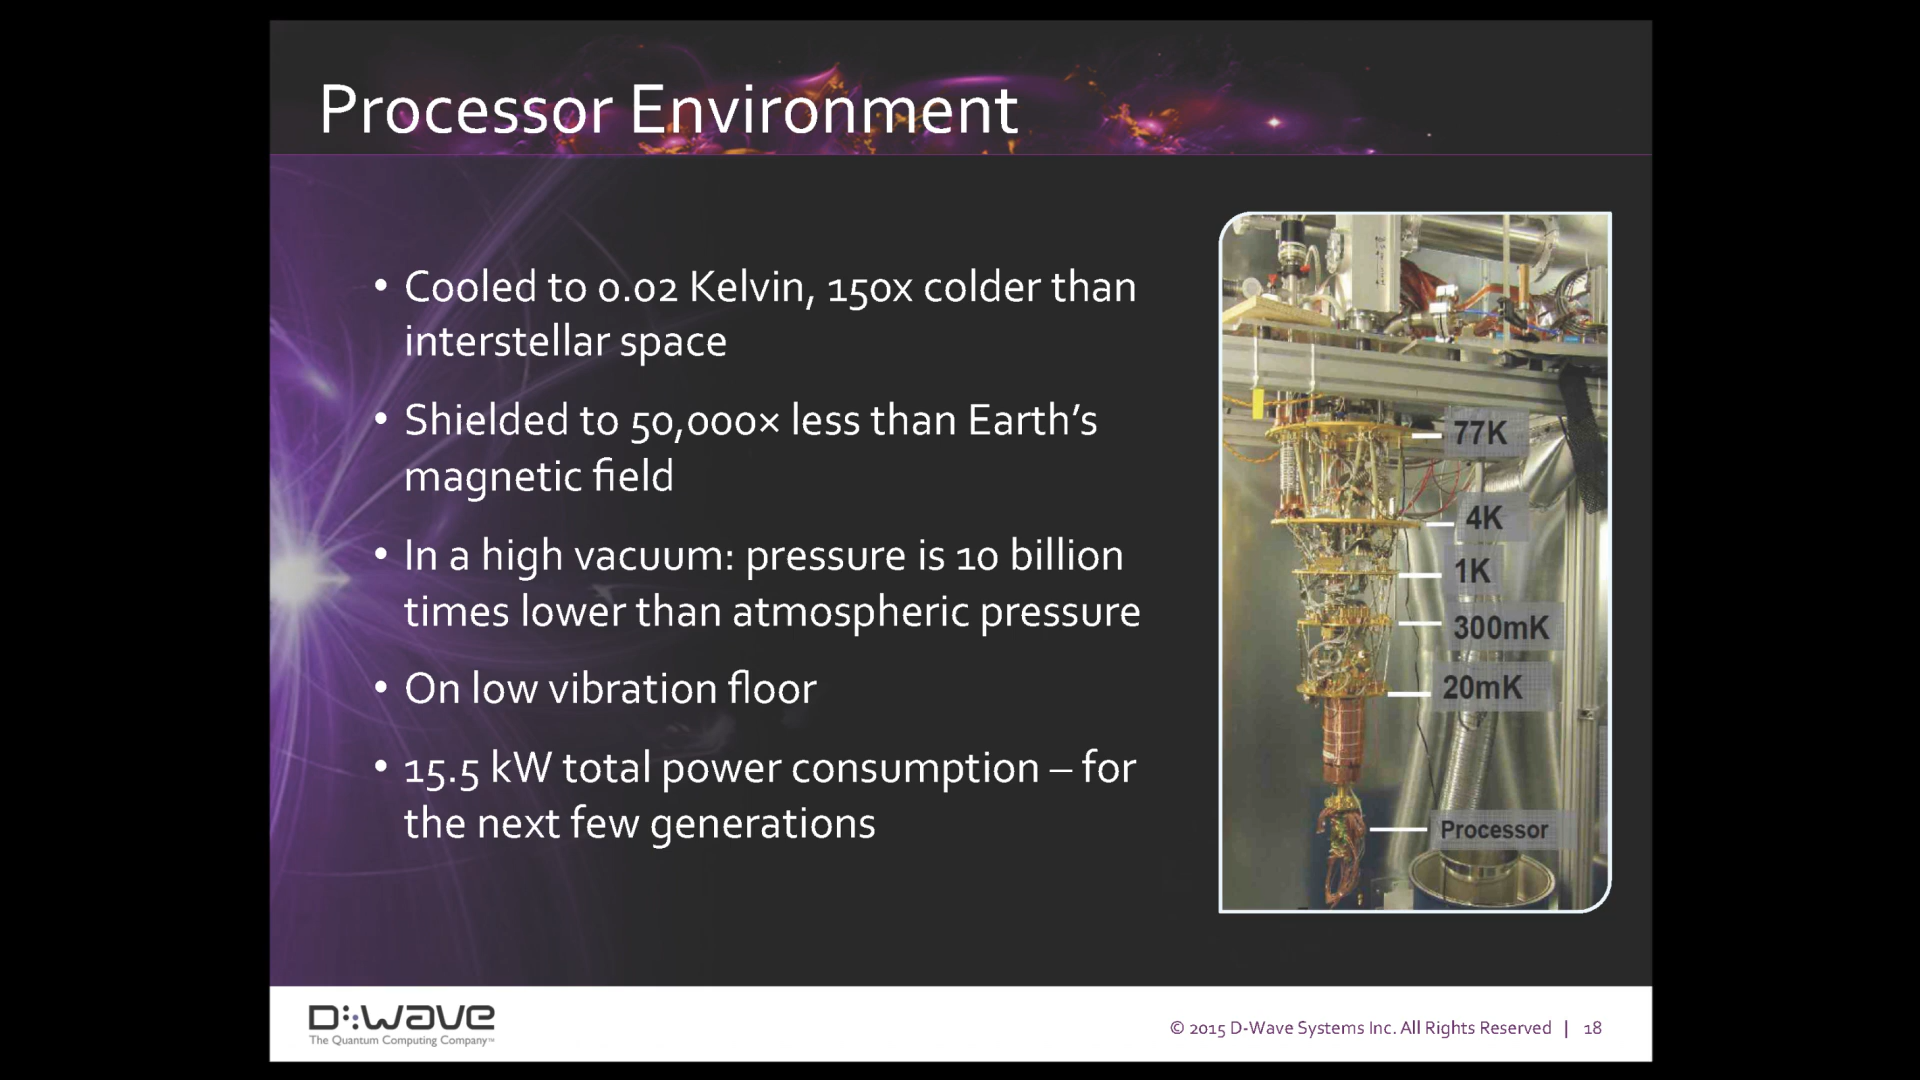 Processor Environment
• Cooled to 0.02 Kelvin, 150x colder than
interstellar space
• Shielded to 50,000× less than Earth’s
magnetic field
• In a high vacuum: pressure is 10 billion
times lower than atmospheric pressure
• On low vibration floor
• 15.5 kW total power consumption – for
the next few generations
77K
4K
1K
300mK
20mK
Processor
D:Wave
The Quantum Computing Company™
© 2015 D-Wave Systems Inc. All Rights Reserved | 18